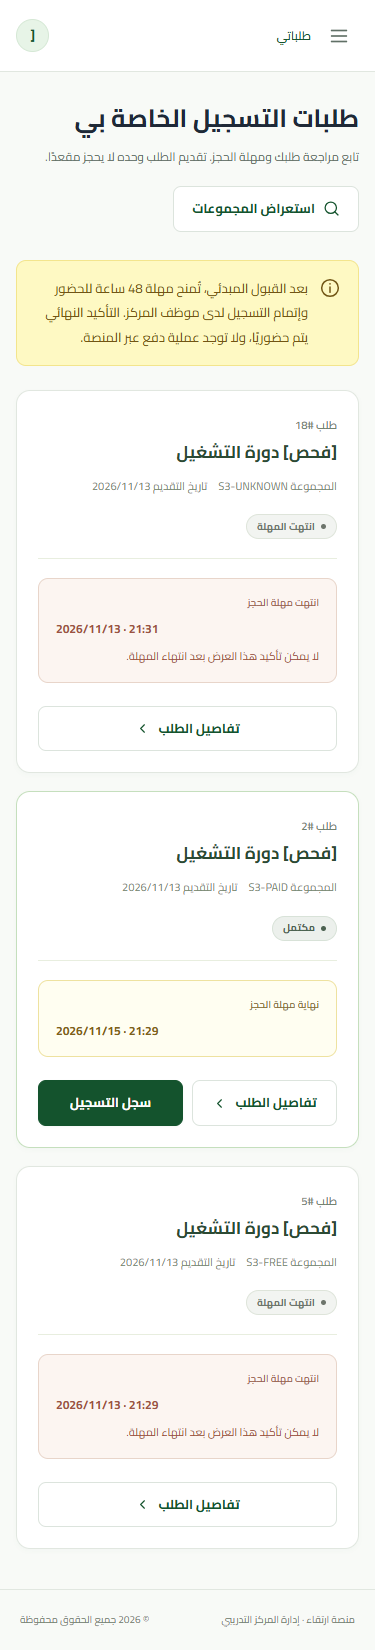 طلباتي
[
طلبات التسجيل الخاصة بي
تابع مراجعة طلبك ومهلة الحجز. تقديم الطلب وحده لا يحجز مقعدًا.
استعراض المجموعات
بعد القبول المبدئي، تُمنح مهلة 48 ساعة للحضور
وإتمام التسجيل لدى موظف المركز. التأكيد النهائي
يتم حضوريًا، ولا توجد عملية دفع عبر المنصة.
طلب #18
[فحص] دورة التشغيل
المجموعة S3-UNKNOWN تاريخ التقديم 2026/11/13
انتهت المهلة
انتهت مهلة الحجز
2026/11/13 · 21:31
لا يمكن تأكيد هذا العرض بعد انتهاء المهلة.
تفاصيل الطلب
طلب #2
[فحص] دورة التشغيل
المجموعة S3-PAID تاريخ التقديم 2026/11/13
مكتمل
نهاية مهلة الحجز
2026/11/15 · 21:29
تفاصيل الطلب
سجل التسجيل
طلب #5
[فحص] دورة التشغيل
المجموعة S3-FREE تاريخ التقديم 2026/11/13
انتهت المهلة
انتهت مهلة الحجز
2026/11/13 · 21:29
لا يمكن تأكيد هذا العرض بعد انتهاء المهلة.
تفاصيل الطلب
منصة ارتقاء · إدارة المركز التدريبي
© 2026 جميع الحقوق محفوظة